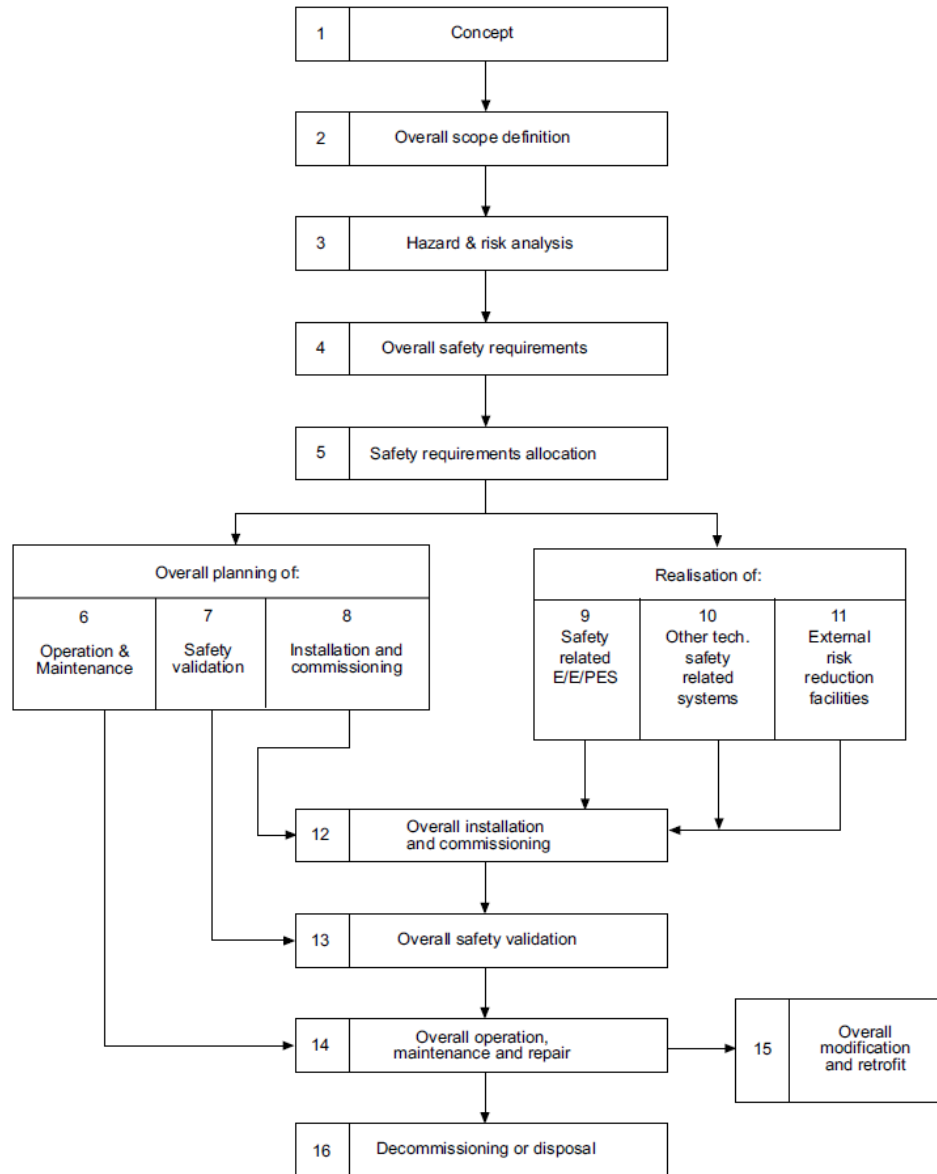 1 Concept
2 Overall scope definition
3 Hazard & risk analysis
4 Overall safety requirements
5 Safety requirements allocation
Overall planning of:
6
Operation &
Maintenance
7
Safety
validation
8
Installation and
commissioning
Realisation of:
9
Safety
related
E/E/PES
10
Other tech.
safety
related
systems
11
External
risk
reduction
facilities
12 Overall installation
and commissioning
13 Overall safety validation
14 Overall operation,
maintenance and repair
15 Overall
modification
and retrofit
16 Decommissioning or disposal